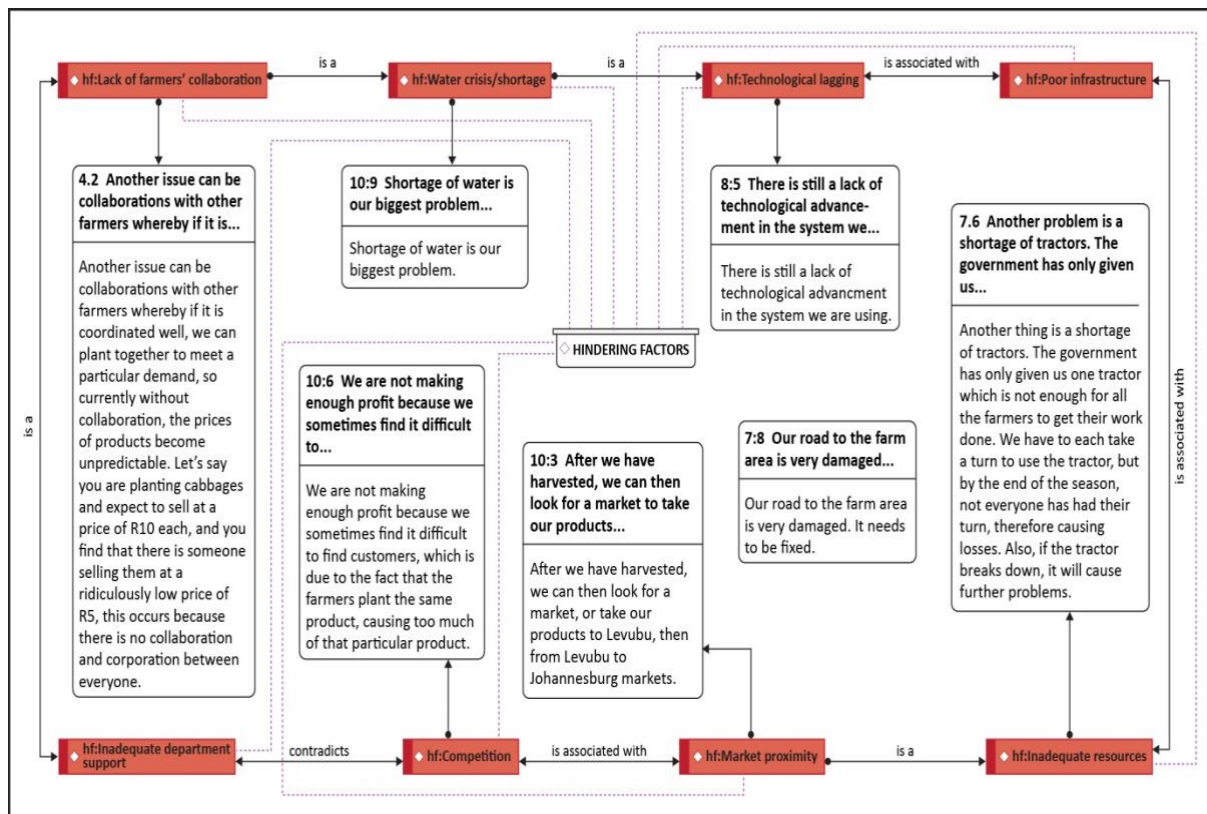 is a
is a
is associated with
hf:Lack of farmers' collaboration
hf:Water crisis/shortage
hf:Technological lagging
hf:Poor infrastructure
4.2 Another issue can be
collaborations with other
farmers whereby if it is...
Another issue can be
collaborations with other
farmers whereby if it is
coordinated well, we can
plant together to meet a
particular demand, so
currently without
collaboration, the prices
of products become
unpredictable. Let's say
you are planting cabbages
and expect to sell at a
price of R10 each, and you
find that there is someone
selling them at a
ridiculously low price of
R5, this occurs because
there is no collaboration
and corporation between
everyone.
10:9 Shortage of water is
our biggest problem...
Shortage of water is our
biggest problem.
8:5 There is still a lack of
technological advance-
ment in the system we...
There is still a lack of
technological advancment
in the system we are using.
7.6 Another problem is a
shortage of tractors. The
government has only given
us...
Another thing is a shortage
of tractors. The government
has only given us one tractor
which is not enough for all
the farmers to get their work
done. We have to each take
a turn to use the tractor, but
by the end of the season,
not everyone has had their
turn, therefore causing
losses. Also, if the tractor
breaks down, it will cause
further problems.
HINDERING FACTORS
10:6 We are not making
enough profit because we
sometimes find it difficult
to...
We are not making
enough profit because we
sometimes find it difficult
to find customers, which is
due to the fact that the
farmers plant the same
product, causing too much
of that particular product.
10:3 After we have
harvested, we can then
look for a market to take
our products...
After we have harvested,
we can then look for a
market, or take our
products to Levubu, then
from Levubu to
Johannesburg markets.
7:8 Our road to the farm
area is very damaged...
Our road to the farm area
is very damaged. It needs
to be fixed.
is a
is associated with
hf:Inadequate department
support
contradicts
hf:Competition
is associated with
hf:Market proximity
is a
hf:Inadequate resources